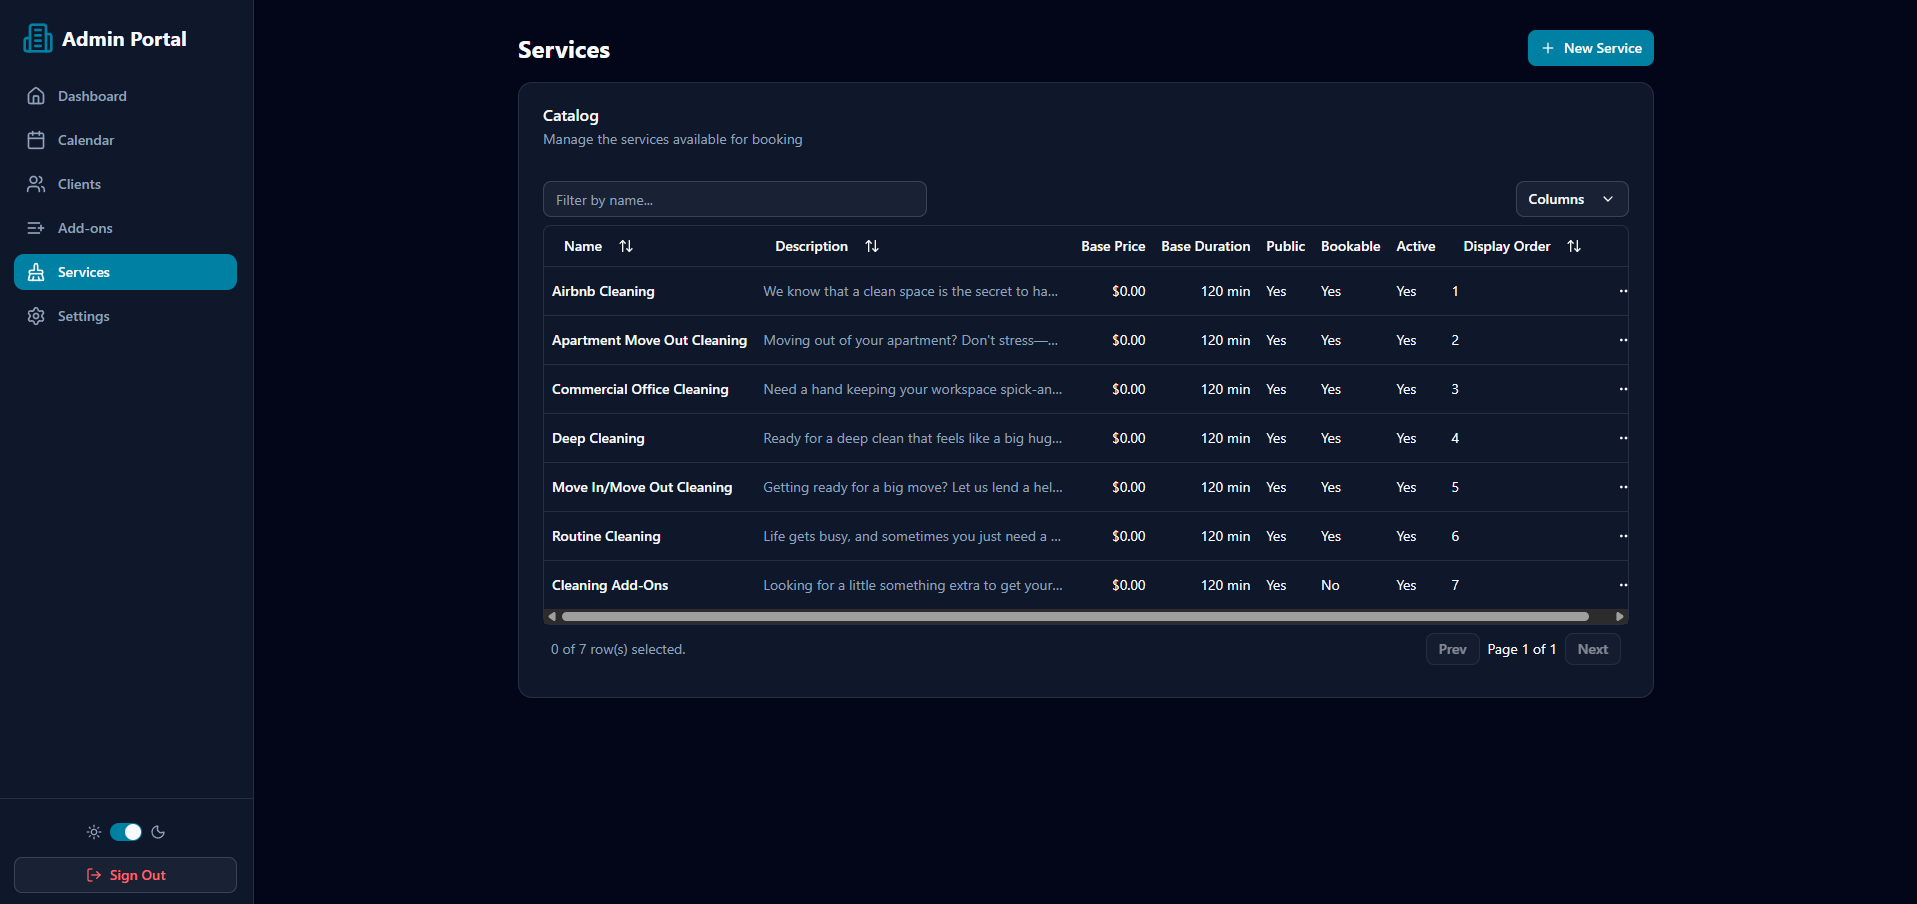 Admin Portal
Dashboard
Calendar
Clients
Add-ons
Services
Settings
Sign Out
Services
+ New Service
Catalog
Manage the services available for booking
Filter by name...
Columns
Name Description Base Price Base Duration Public Bookable Active Display Order
Airbnb Cleaning We know that a clean space is the secret to ha... $0.00 120 min Yes Yes Yes 1
Apartment Move Out Cleaning Moving out of your apartment? Don't stress—... $0.00 120 min Yes Yes Yes 2
Commercial Office Cleaning Need a hand keeping your workspace spick-an... $0.00 120 min Yes Yes Yes 3
Deep Cleaning Ready for a deep clean that feels like a big hug... $0.00 120 min Yes Yes Yes 4
Move In/Move Out Cleaning Getting ready for a big move? Let us lend a hel... $0.00 120 min Yes Yes Yes 5
Routine Cleaning Life gets busy, and sometimes you just need a ... $0.00 120 min Yes Yes Yes 6
Cleaning Add-Ons Looking for a little something extra to get your... $0.00 120 min Yes No Yes 7
0 of 7 row(s) selected.
Prev Page 1 of 1 Next